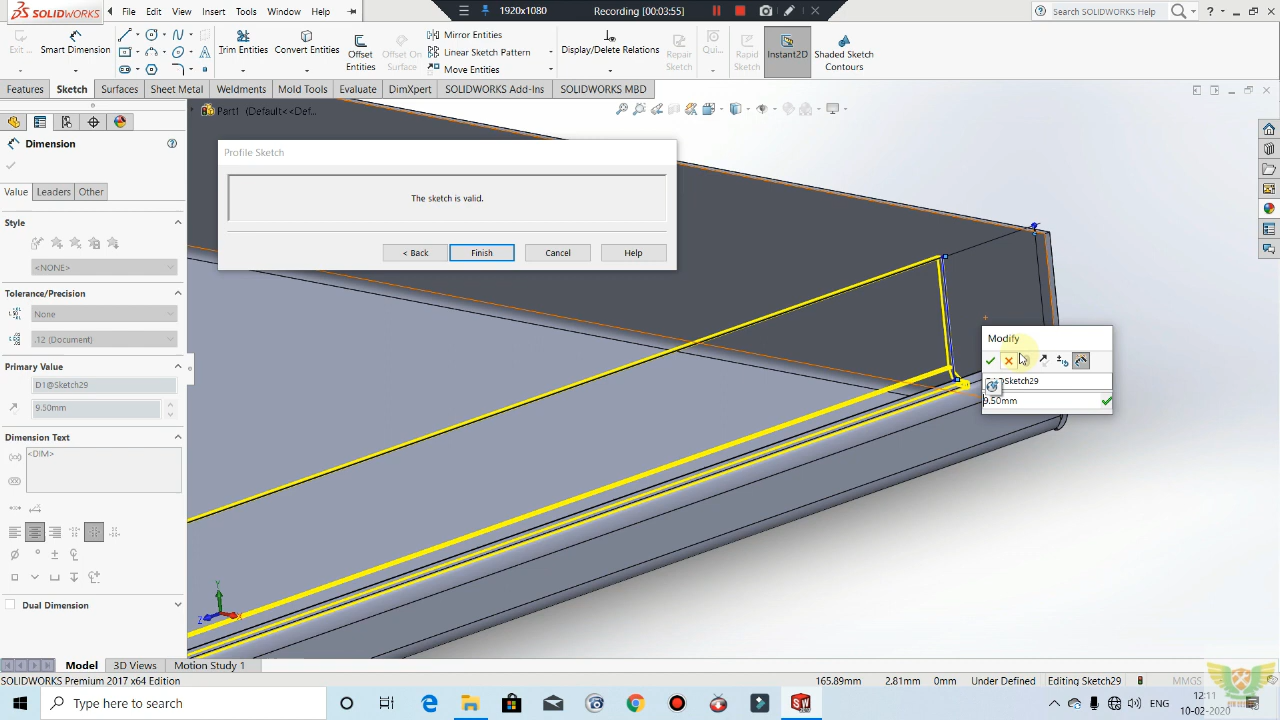 SOLIDWORKS
File Edit View Insert Tools Window Help
1920x1080 Recording [00:03:55]
Search SOLIDWORKS Help
Exit ... Smart Dimension Trim Entities Convert Entities Offset Entities Offset On Surface Mirror Entities Linear Sketch Pattern Move Entities Display/Delete Relations Repair Sketch Qui... Rapid Sketch Instant2D Shaded Sketch Contours
Features Sketch Surfaces Sheet Metal Weldments Mold Tools Evaluate DimXpert SOLIDWORKS Add-Ins SOLIDWORKS MBD
Part1 (Default<<Def...
Dimension
Profile Sketch
Value Leaders Other
The sketch is valid.
Style
< Back Finish Cancel Help
<NONE>
Tolerance/Precision
None
.12 (Document)
Modify
Primary Value
D1@Sketch29
9.50mm
9.50mm
Dimension Text
<DIM>
Dual Dimension
Y
Z X
Model 3D Views Motion Study 1
SOLIDWORKS Premium 2017 x64 Edition 165.89mm 2.81mm 0mm Under Defined Editing Sketch29 MMGS
Type here to search
ENG 12:11
10-02-2020